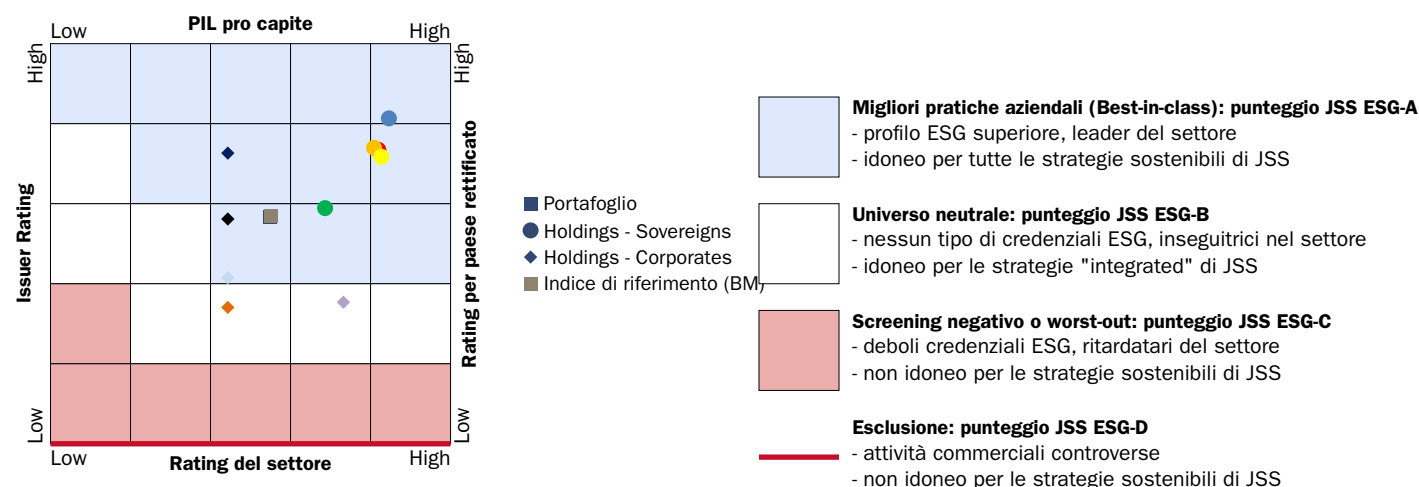 PIL pro capite
Low
High
High
High
Issuer Rating
Rating per paese rettificato
Low
Low
Low
High
Rating del settore
Portafoglio
Holdings - Sovereigns
Holdings - Corporates
Indice di riferimento (BM)
Migliori pratiche aziendali (Best-in-class): punteggio JSS ESG-A
- profilo ESG superiore, leader del settore
- idoneo per tutte le strategie sostenibili di JSS
Universo neutrale: punteggio JSS ESG-B
- nessun tipo di credenziali ESG, inseguitrici nel settore
- idoneo per le strategie "integrated" di JSS
Screening negativo o worst-out: punteggio JSS ESG-C
- deboli credenziali ESG, ritardatari del settore
- non idoneo per le strategie sostenibili di JSS
Esclusione: punteggio JSS ESG-D
- attività commerciali controverse
- non idoneo per le strategie sostenibili di JSS